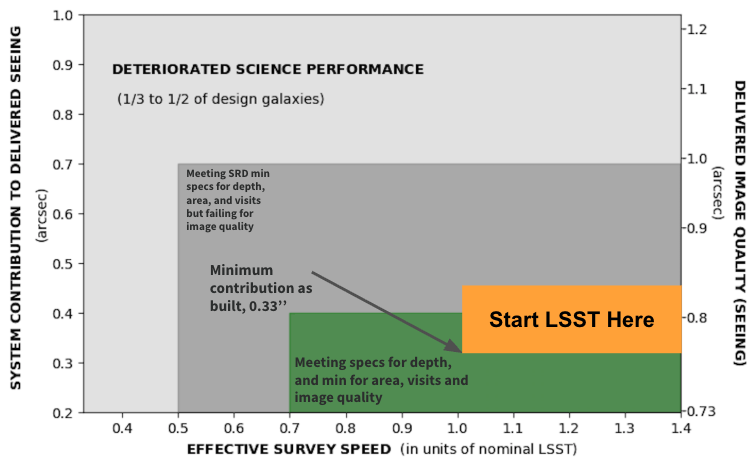 SYSTEM CONTRIBUTION TO DELIVERED SEEING
(arcsec)
1.0
0.9
0.8
0.7
0.6
0.5
0.4
0.3
0.2
DETERIORATED SCIENCE PERFORMANCE
(1/3 to 1/2 of design galaxies)
Meeting SRD min
specs for depth,
area, and visits
but failing for
image quality
Minimum
contribution as
built, 0.33’’
Start LSST Here
Meeting specs for depth,
and min for area, visits and
image quality
1.2
1.1
1.0
0.9
0.8
0.73
(arcsec)
DELIVERED IMAGE QUALITY (SEEING)
0.4 0.5 0.6 0.7 0.8 0.9 1.0 1.1 1.2 1.3 1.4
EFFECTIVE SURVEY SPEED (in units of nominal LSST)